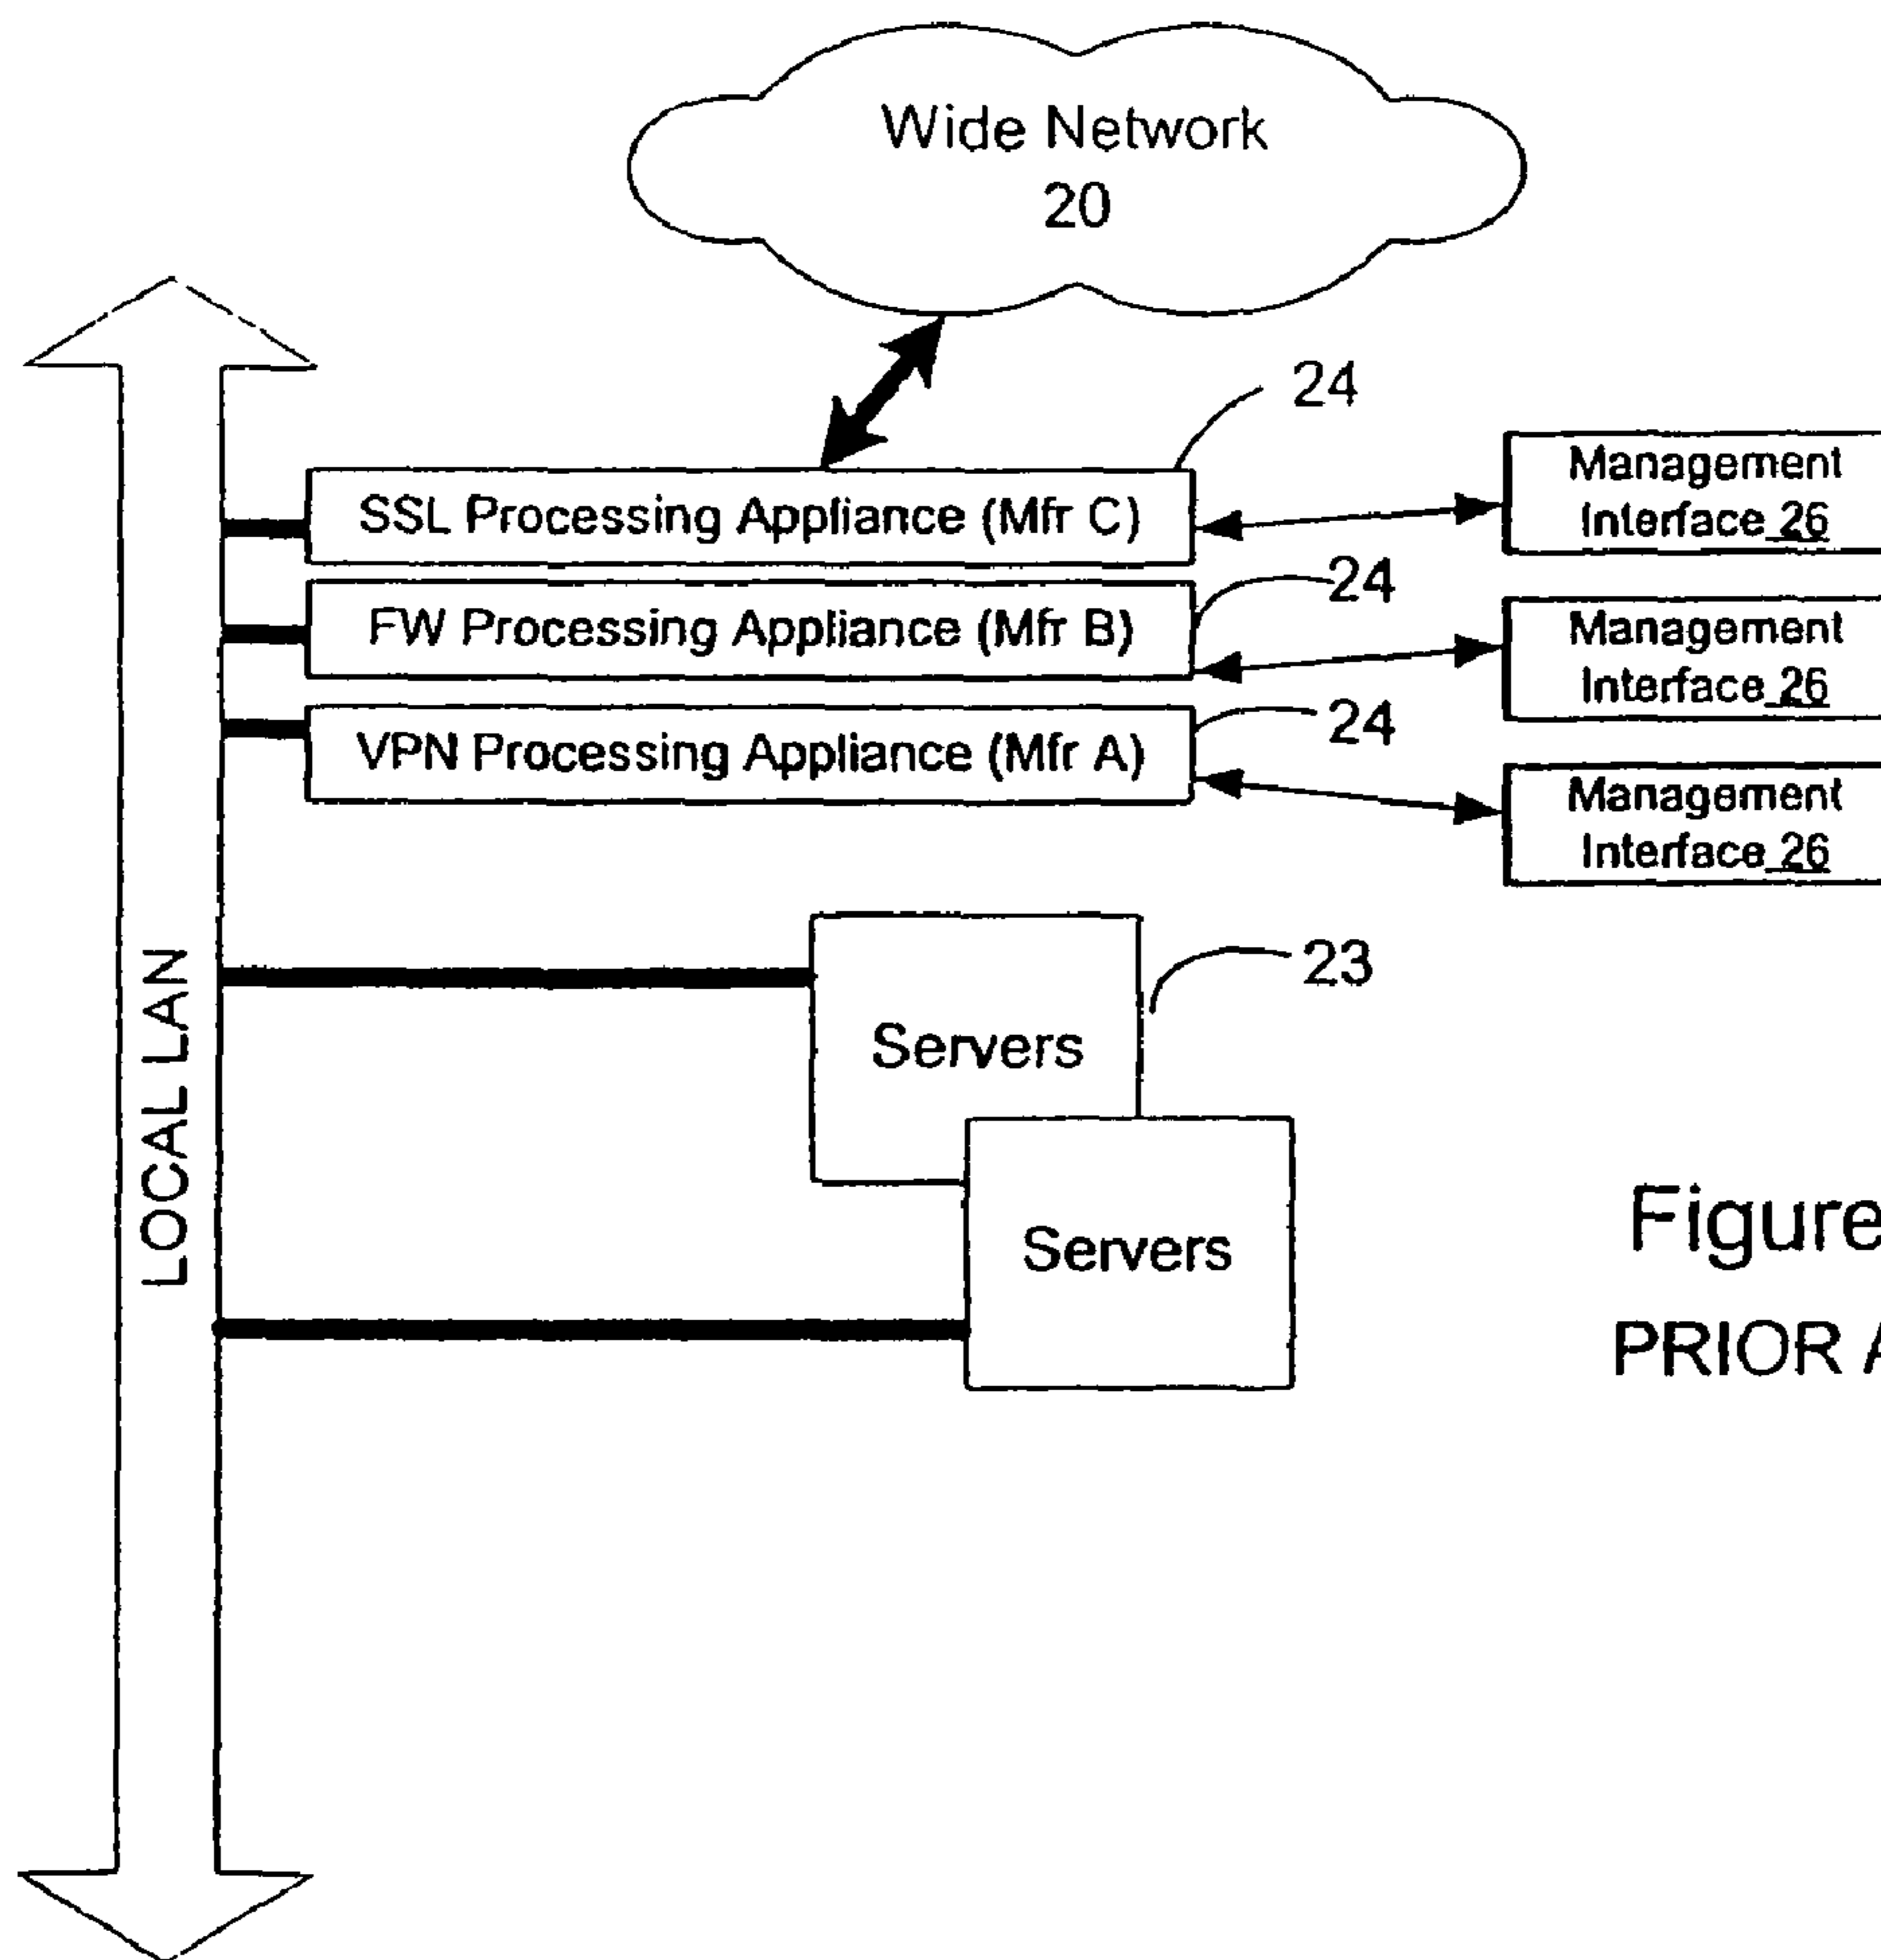 Wide Network
20
24
SSL Processing Appliance (Mfr C)
Management
Interface 26
24
FW Processing Appliance (Mfr B)
Management
Interface 26
24
VPN Processing Appliance (Mfr A)
Management
Interface 26
LOCAL LAN
23
Servers
Servers
Figure
PRIOR A